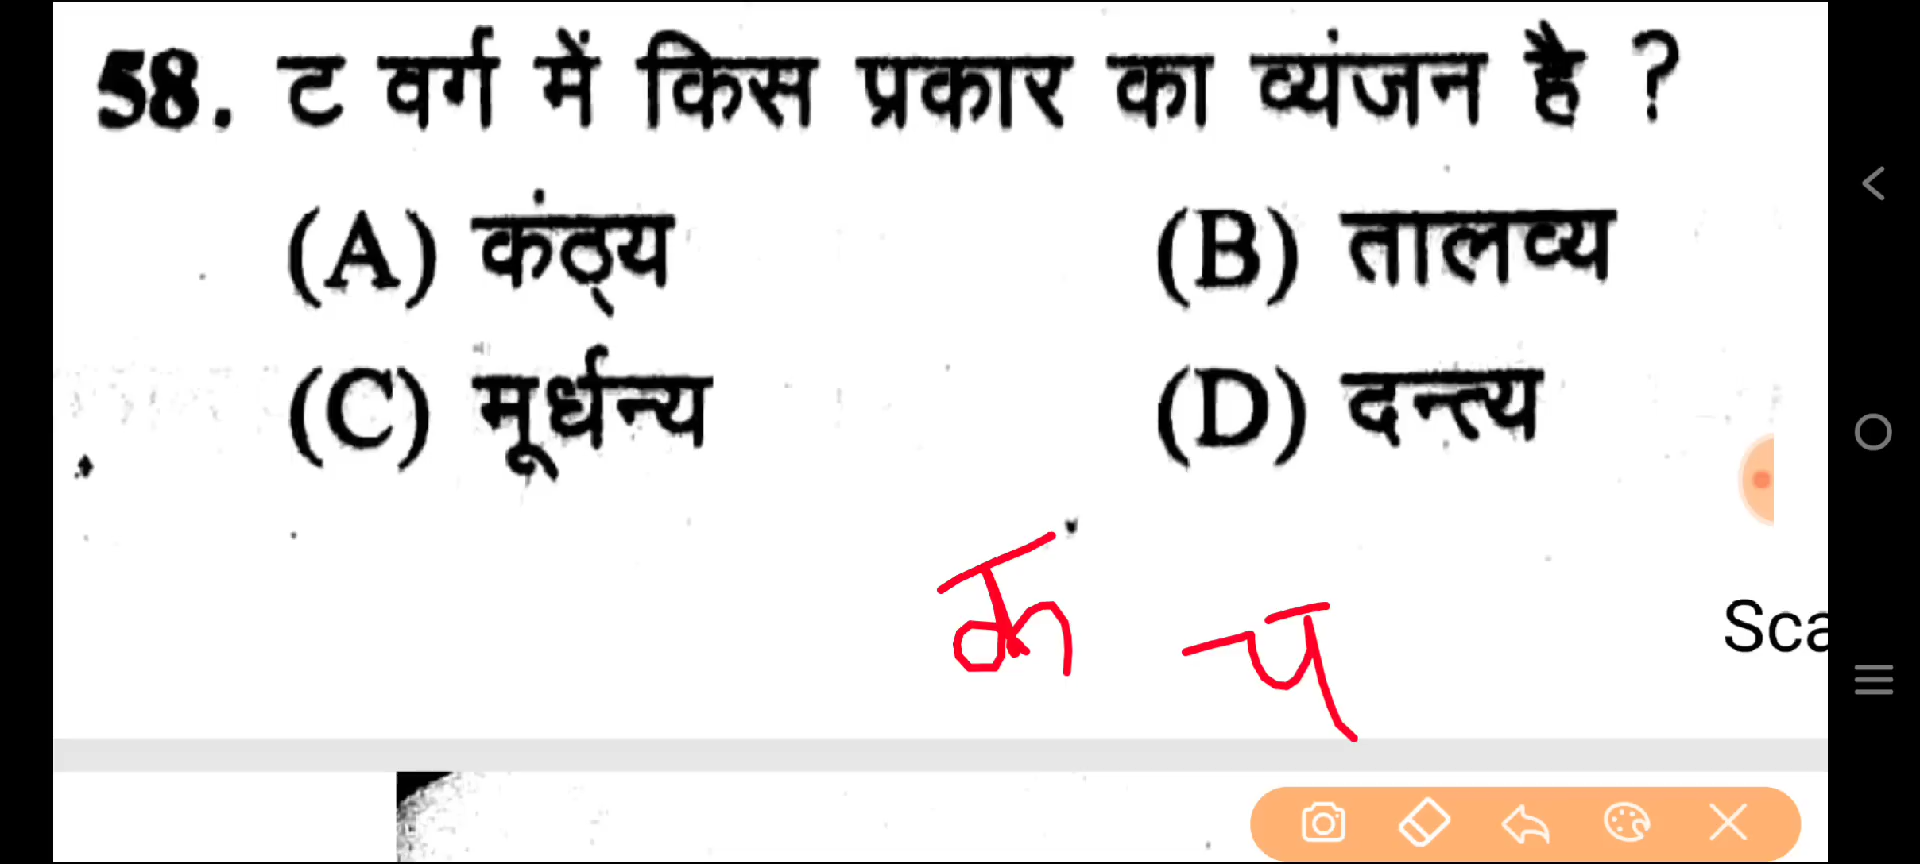 58. ट वर्ग में किस प्रकार का व्यंजन है ?
(A) कंठ्य (B) तालव्य
(C) मूर्धन्य (D) दन्त्य
क च
Sca